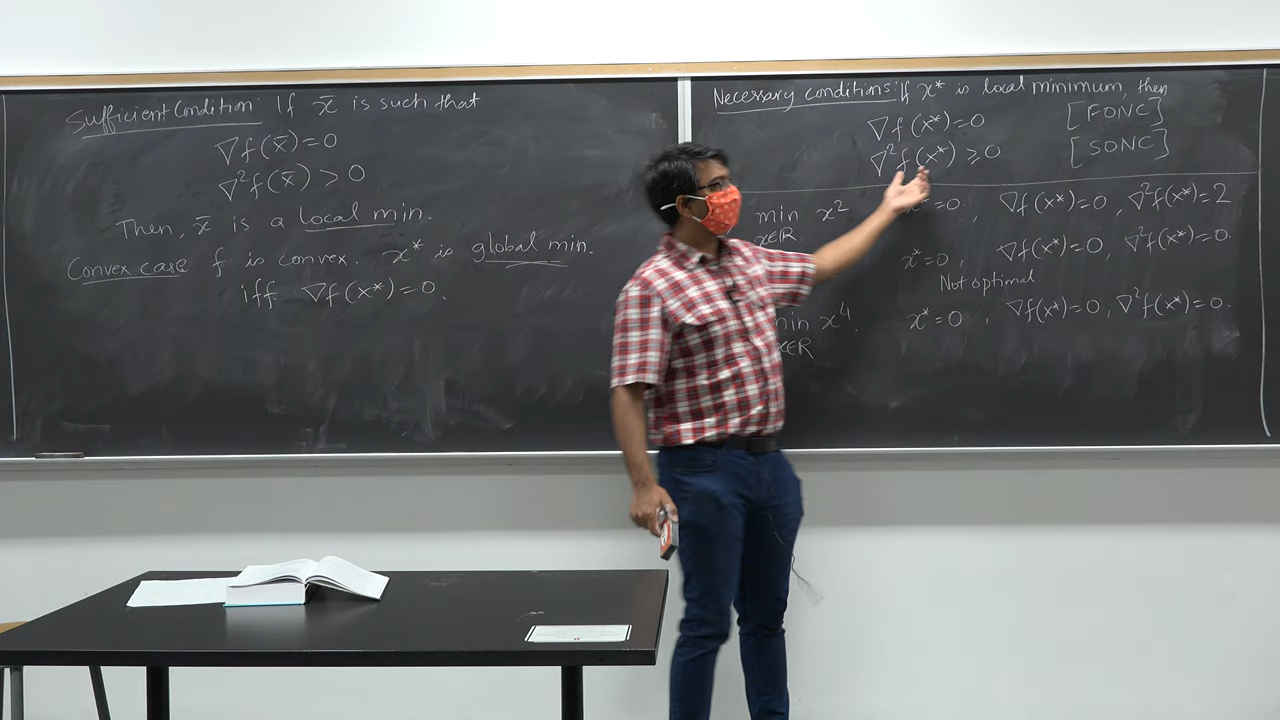 Sufficient Condition: If x̄ is such that
∇f(x̄)=0
∇²f(x̄) > 0
Then, x̄ is a local min.
Convex case f is convex. x* is global min.
iff ∇f(x*)=0.
Necessary conditions: If x* is local minimum, then
∇f(x*)=0 [FONC]
∇²f(x*) ⩾ 0 [SONC]
min x² x*=0, ∇f(x*)=0, ∇²f(x*)=2
x∈R
x*=0, ∇f(x*)=0, ∇²f(x*)=0.
Not optimal
min x⁴. x*=0, ∇f(x*)=0, ∇²f(x*)=0.
x∈R